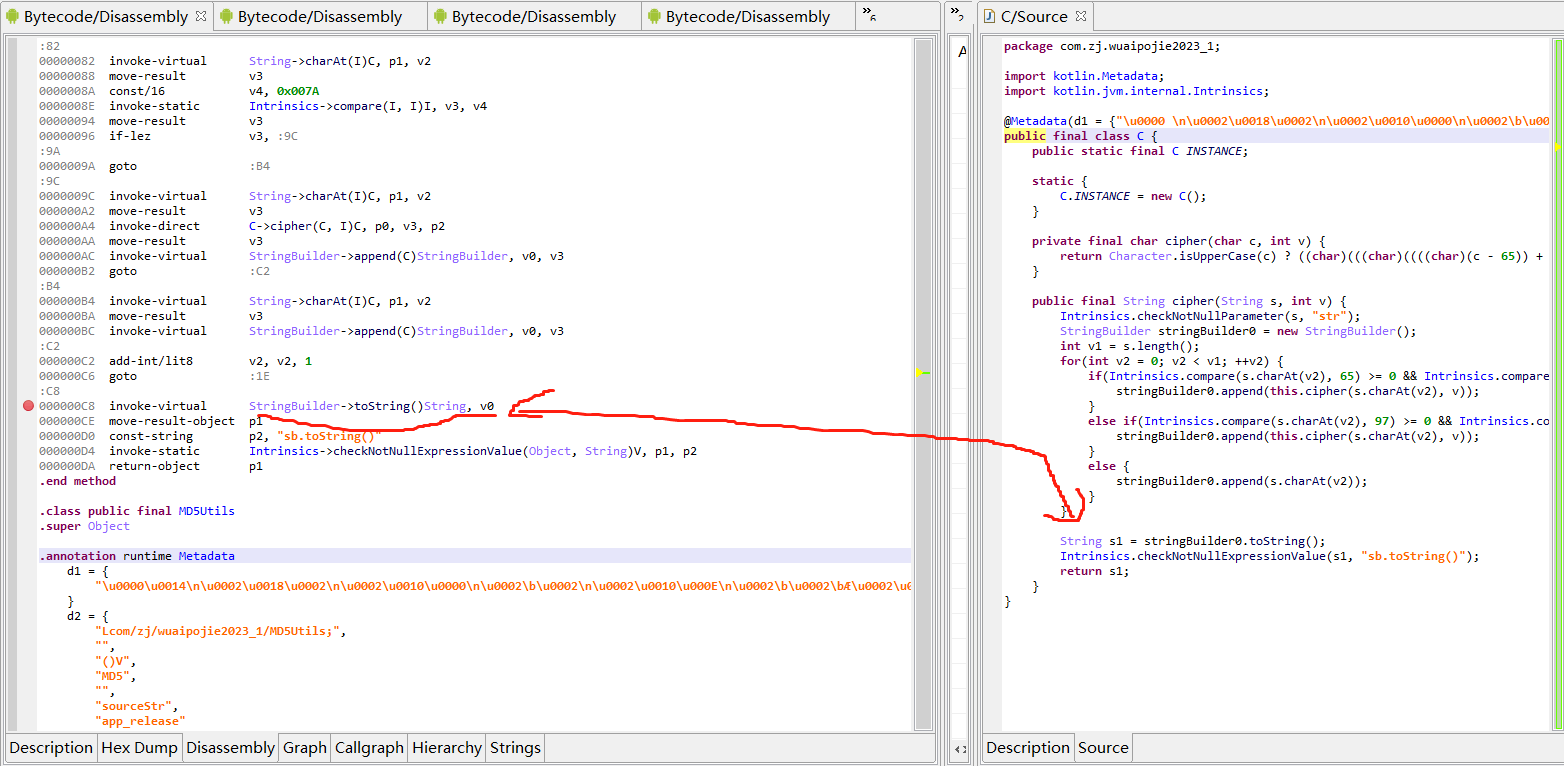 Bytecode/Disassembly
Bytecode/Disassembly
Bytecode/Disassembly
Bytecode/Disassembly
»6
:82
00000082 invoke-virtual String->charAt(I)C, p1, v2
00000088 move-result v3
0000008A const/16 v4, 0x007A
0000008E invoke-static Intrinsics->compare(I, I)I, v3, v4
00000094 move-result v3
00000096 if-lez v3, :9C
:9A
0000009A goto :B4
:9C
0000009C invoke-virtual String->charAt(I)C, p1, v2
000000A2 move-result v3
000000A4 invoke-direct C->cipher(C, I)C, p0, v3, p2
000000AA move-result v3
000000AC invoke-virtual StringBuilder->append(C)StringBuilder, v0, v3
000000B2 goto :C2
:B4
000000B4 invoke-virtual String->charAt(I)C, p1, v2
000000BA move-result v3
000000BC invoke-virtual StringBuilder->append(C)StringBuilder, v0, v3
:C2
000000C2 add-int/lit8 v2, v2, 1
000000C6 goto :1E
:C8
000000C8 invoke-virtual StringBuilder->toString()String, v0
000000CE move-result-object p1
000000D0 const-string p2, "sb.toString()"
000000D4 invoke-static Intrinsics->checkNotNullExpressionValue(Object, String)V, p1, p2
000000DA return-object p1
.end method
.class public final MD5Utils
.super Object
.annotation runtime Metadata
d1 = {
"\u0000\u0014\n\u0002\u0018\u0002\n\u0002\u0010\u0000\n\u0002\b\u0002\n\u0002\u0010\u000E\n\u0002\b\u0002\bÆ\u0002\u0
}
d2 = {
"Lcom/zj/wuaipojie2023_1/MD5Utils;",
"",
"()V",
"MD5",
"",
"sourceStr",
"app_release"
Description
Hex Dump
Disassembly
Graph
Callgraph
Hierarchy
Strings
»2
A
C/Source
package com.zj.wuaipojie2023_1;
import kotlin.Metadata;
import kotlin.jvm.internal.Intrinsics;
@Metadata(d1 = {"\u0000 \n\u0002\u0018\u0002\n\u0002\u0010\u0000\n\u0002\b\u00
public final class C {
public static final C INSTANCE;
static {
C.INSTANCE = new C();
}
private final char cipher(char c, int v) {
return Character.isUpperCase(c) ? ((char)(((char)((((char)(c - 65)) +
}
public final String cipher(String s, int v) {
Intrinsics.checkNotNullParameter(s, "str");
StringBuilder stringBuilder0 = new StringBuilder();
int v1 = s.length();
for(int v2 = 0; v2 < v1; ++v2) {
if(Intrinsics.compare(s.charAt(v2), 65) >= 0 && Intrinsics.compare
stringBuilder0.append(this.cipher(s.charAt(v2), v));
}
else if(Intrinsics.compare(s.charAt(v2), 97) >= 0 && Intrinsics.co
stringBuilder0.append(this.cipher(s.charAt(v2), v));
}
else {
stringBuilder0.append(s.charAt(v2));
}
}
String s1 = stringBuilder0.toString();
Intrinsics.checkNotNullExpressionValue(s1, "sb.toString()");
return s1;
}
}
Description
Source